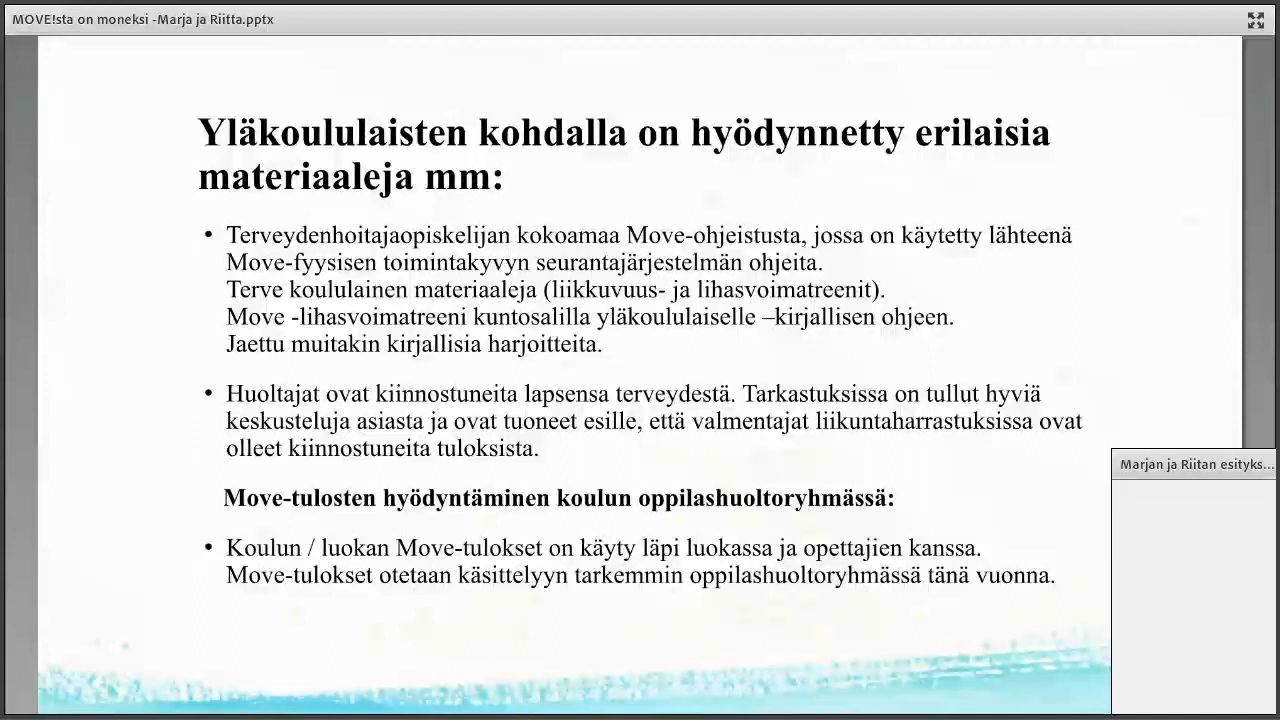 MOVE!sta on moneksi -Marja ja Riitta.pptx
Yläkoululaisten kohdalla on hyödynnetty erilaisia
materiaaleja mm:
• Terveydenhoitajaopiskelijan kokoamaa Move-ohjeistusta, jossa on käytetty lähteenä
Move-fyysisen toimintakyvyn seurantajärjestelmän ohjeita.
Terve koululainen materiaaleja (liikkuvuus- ja lihasvoimatreenit).
Move -lihasvoimatreeni kuntosalilla yläkoululaiselle –kirjallisen ohjeen.
Jaettu muitakin kirjallisia harjoitteita.
• Huoltajat ovat kiinnostuneita lapsensa terveydestä. Tarkastuksissa on tullut hyviä
keskusteluja asiasta ja ovat tuoneet esille, että valmentajat liikuntaharrastuksissa ovat
olleet kiinnostuneita tuloksista.
Marjan ja Riitan esityks...
Move-tulosten hyödyntäminen koulun oppilashuoltoryhmässä:
• Koulun / luokan Move-tulokset on käyty läpi luokassa ja opettajien kanssa.
Move-tulokset otetaan käsittelyyn tarkemmin oppilashuoltoryhmässä tänä vuonna.